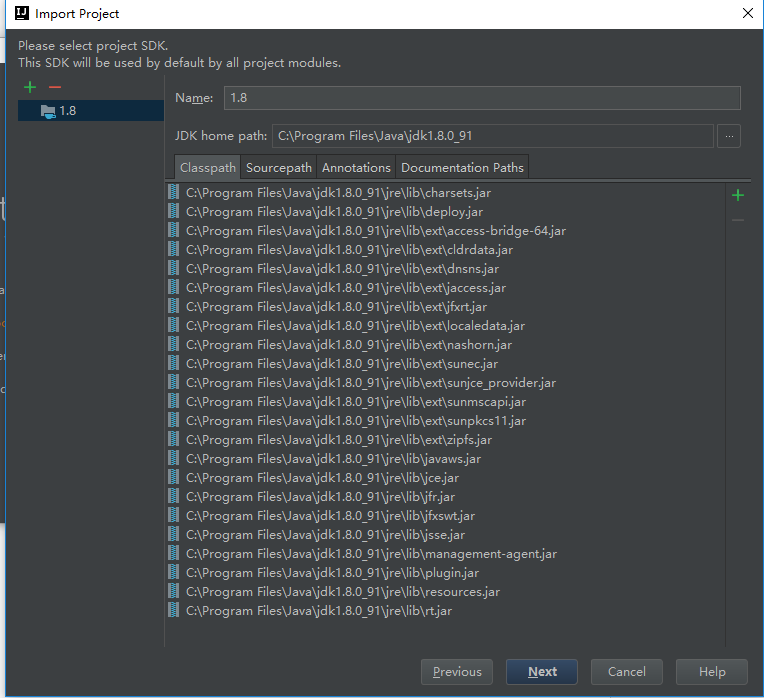 Import Project
Please select project SDK.
This SDK will be used by default by all project modules.
1.8
Name: 1.8
JDK home path: C:\Program Files\Java\jdk1.8.0_91 ...
Classpath Sourcepath Annotations Documentation Paths
C:\Program Files\Java\jdk1.8.0_91\jre\lib\charsets.jar
C:\Program Files\Java\jdk1.8.0_91\jre\lib\deploy.jar
C:\Program Files\Java\jdk1.8.0_91\jre\lib\ext\access-bridge-64.jar
C:\Program Files\Java\jdk1.8.0_91\jre\lib\ext\cldrdata.jar
C:\Program Files\Java\jdk1.8.0_91\jre\lib\ext\dnsns.jar
C:\Program Files\Java\jdk1.8.0_91\jre\lib\ext\jaccess.jar
C:\Program Files\Java\jdk1.8.0_91\jre\lib\ext\jfxrt.jar
C:\Program Files\Java\jdk1.8.0_91\jre\lib\ext\localedata.jar
C:\Program Files\Java\jdk1.8.0_91\jre\lib\ext\nashorn.jar
C:\Program Files\Java\jdk1.8.0_91\jre\lib\ext\sunec.jar
C:\Program Files\Java\jdk1.8.0_91\jre\lib\ext\sunjce_provider.jar
C:\Program Files\Java\jdk1.8.0_91\jre\lib\ext\sunmscapi.jar
C:\Program Files\Java\jdk1.8.0_91\jre\lib\ext\sunpkcs11.jar
C:\Program Files\Java\jdk1.8.0_91\jre\lib\ext\zipfs.jar
C:\Program Files\Java\jdk1.8.0_91\jre\lib\javaws.jar
C:\Program Files\Java\jdk1.8.0_91\jre\lib\jce.jar
C:\Program Files\Java\jdk1.8.0_91\jre\lib\jfr.jar
C:\Program Files\Java\jdk1.8.0_91\jre\lib\jfxswt.jar
C:\Program Files\Java\jdk1.8.0_91\jre\lib\jsse.jar
C:\Program Files\Java\jdk1.8.0_91\jre\lib\management-agent.jar
C:\Program Files\Java\jdk1.8.0_91\jre\lib\plugin.jar
C:\Program Files\Java\jdk1.8.0_91\jre\lib\resources.jar
C:\Program Files\Java\jdk1.8.0_91\jre\lib\rt.jar
Previous Next Cancel Help